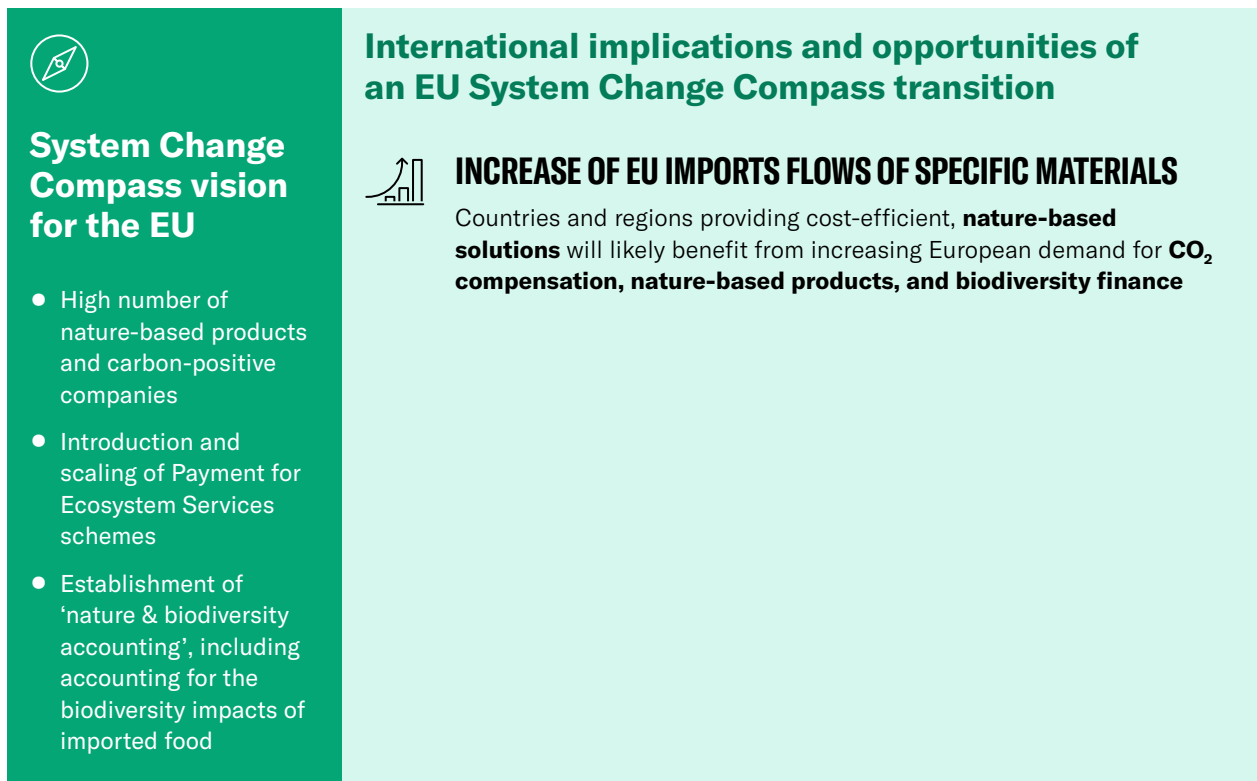 System Change
Compass vision
for the EU
● High number of
nature-based products
and carbon-positive
companies
● Introduction and
scaling of Payment for
Ecosystem Services
schemes
● Establishment of
‘nature & biodiversity
accounting’, including
accounting for the
biodiversity impacts of
imported food
International implications and opportunities of
an EU System Change Compass transition
INCREASE OF EU IMPORTS FLOWS OF SPECIFIC MATERIALS
Countries and regions providing cost-efficient, nature-based
solutions will likely benefit from increasing European demand for CO₂
compensation, nature-based products, and biodiversity finance